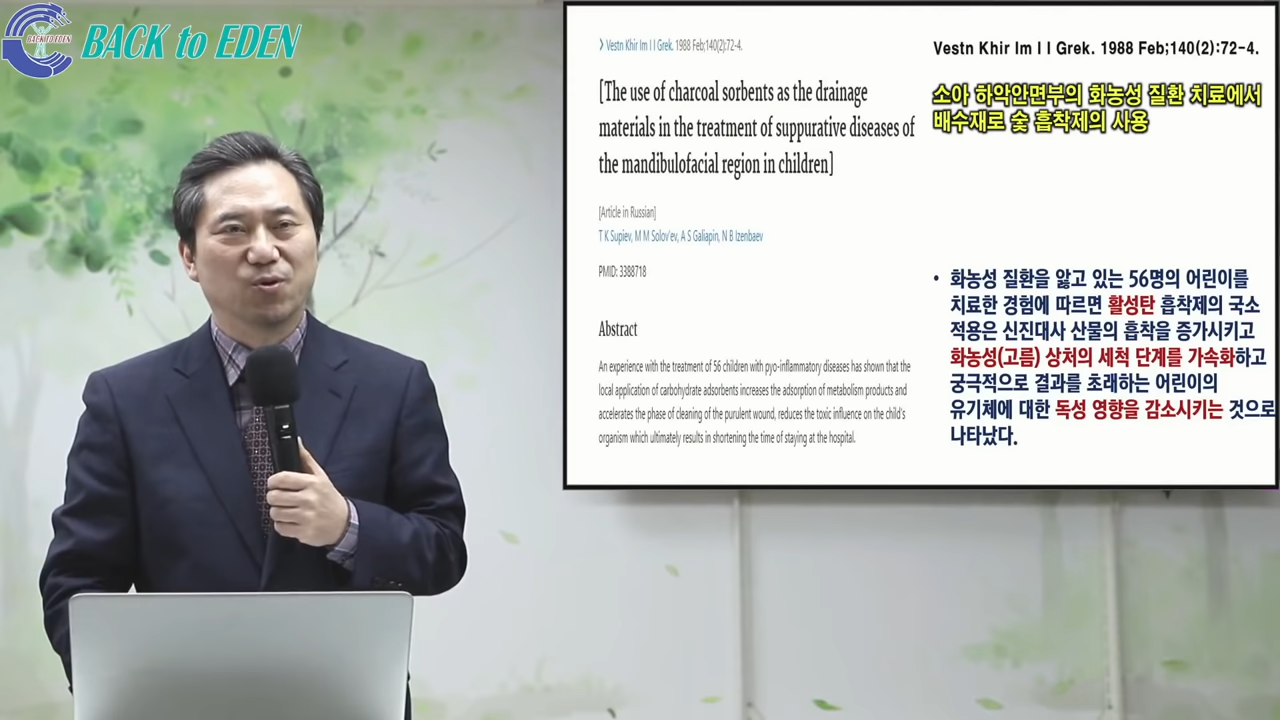 BACK to EDEN
BACK TO EDEN
Vestn Khir Im I I Grek. 1988 Feb;140(2):72-4.
[The use of charcoal sorbents as the drainage
materials in the treatment of suppurative diseases of
the mandibulofacial region in children]
[Article in Russian]
T K Supiev, M M Solov'ev, A S Galiapin, N B Izenbaev
PMID: 3388718
Abstract
An experience with the treatment of 56 children with pyo-inflammatory diseases has shown that the
local application of carbohydrate adsorbents increases the adsorption of metabolism products and
accelerates the phase of cleaning of the purulent wound, reduces the toxic influence on the child's
organism which ultimately results in shortening the time of staying at the hospital.
Vestn Khir Im I I Grek. 1988 Feb;140(2):72-4.
소아 하악안면부의 화농성 질환 치료에서
배수재로 숯 흡착제의 사용
• 화농성 질환을 앓고 있는 56명의 어린이를
치료한 경험에 따르면 활성탄 흡착제의 국소
적용은 신진대사 산물의 흡착을 증가시키고
화농성(고름) 상처의 세척 단계를 가속화하고
궁극적으로 결과를 초래하는 어린이의
유기체에 대한 독성 영향을 감소시키는 것으로
나타났다.